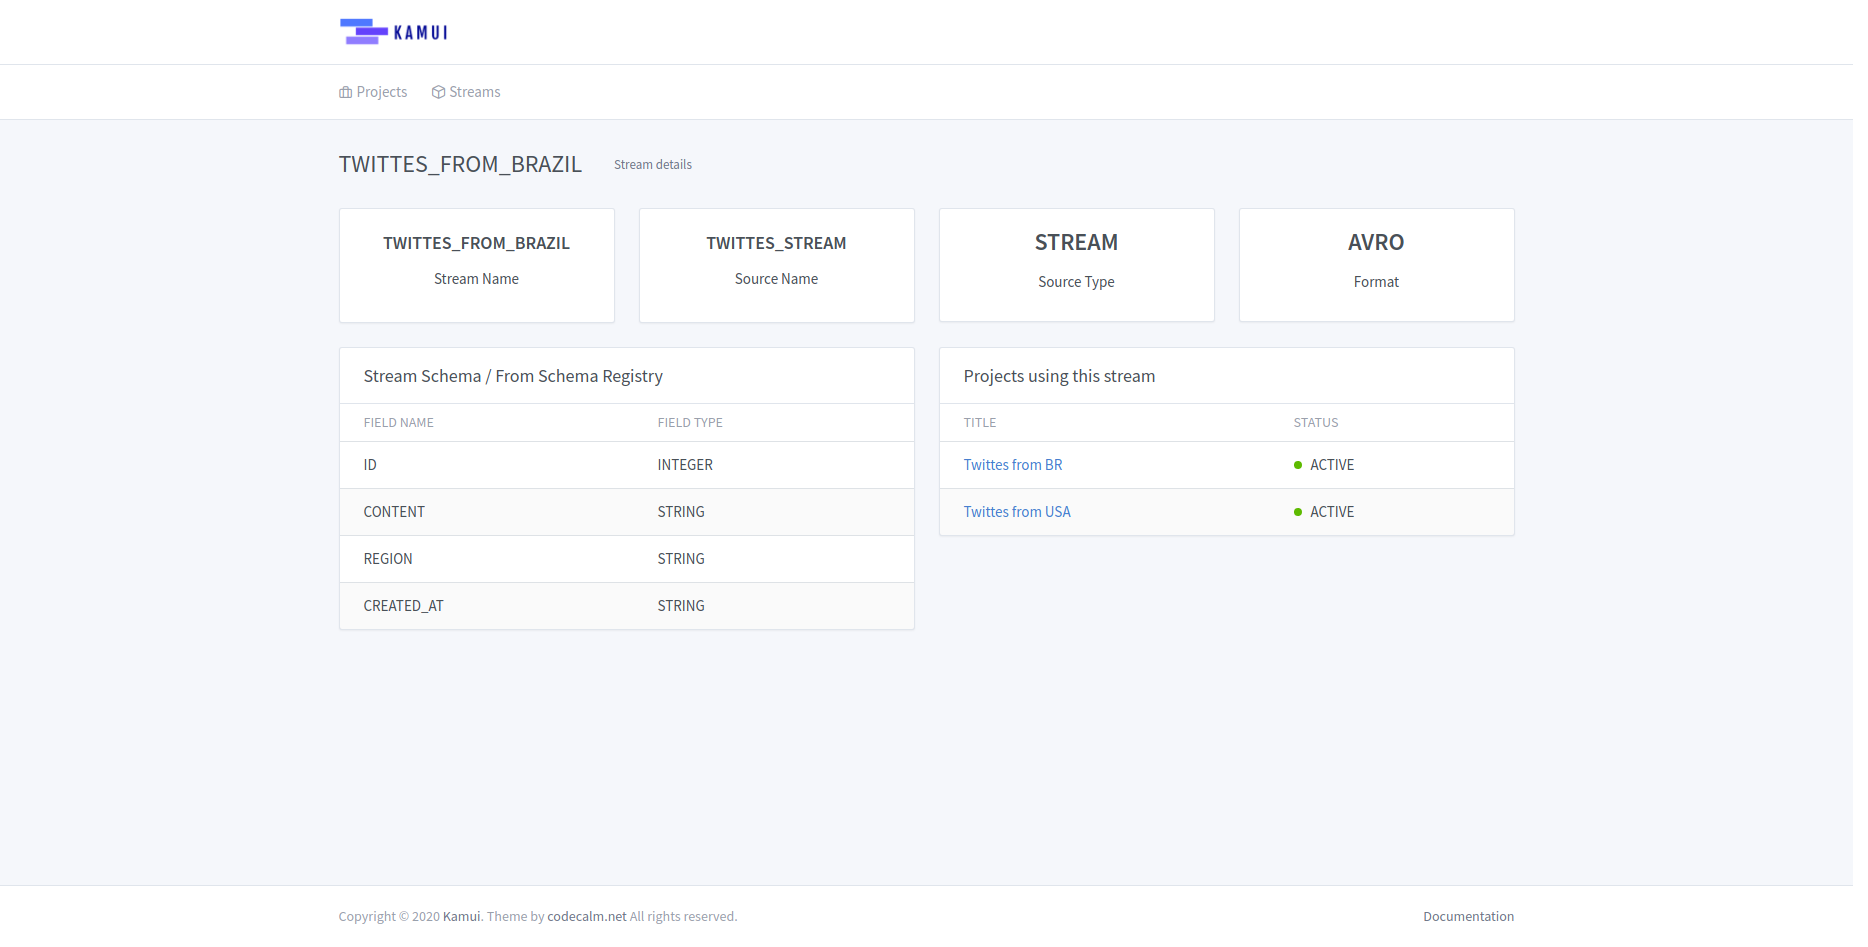 KAMUI
Projects Streams
TWITTES_FROM_BRAZIL Stream details
TWITTES_FROM_BRAZIL
Stream Name
TWITTES_STREAM
Source Name
STREAM
Source Type
AVRO
Format
Stream Schema / From Schema Registry
FIELD NAME FIELD TYPE
ID INTEGER
CONTENT STRING
REGION STRING
CREATED_AT STRING
Projects using this stream
TITLE STATUS
Twittes from BR ACTIVE
Twittes from USA ACTIVE
Copyright © 2020 Kamui. Theme by codecalm.net All rights reserved. Documentation